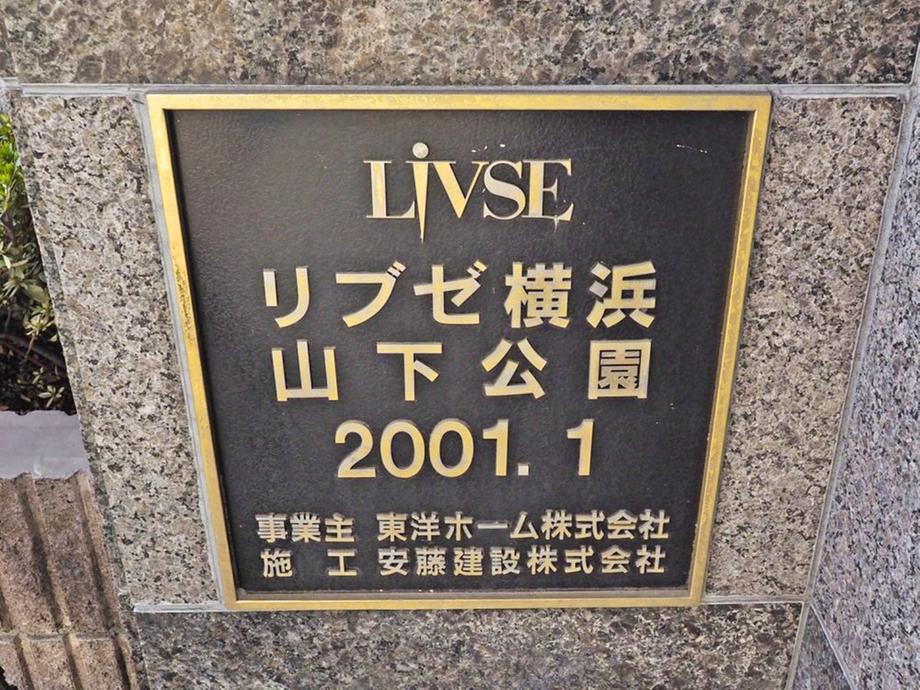 LiVSE
リブゼ横浜
山下公園
2001. 1
事業主 東洋ホーム株式会社
施 工 安藤建設株式会社